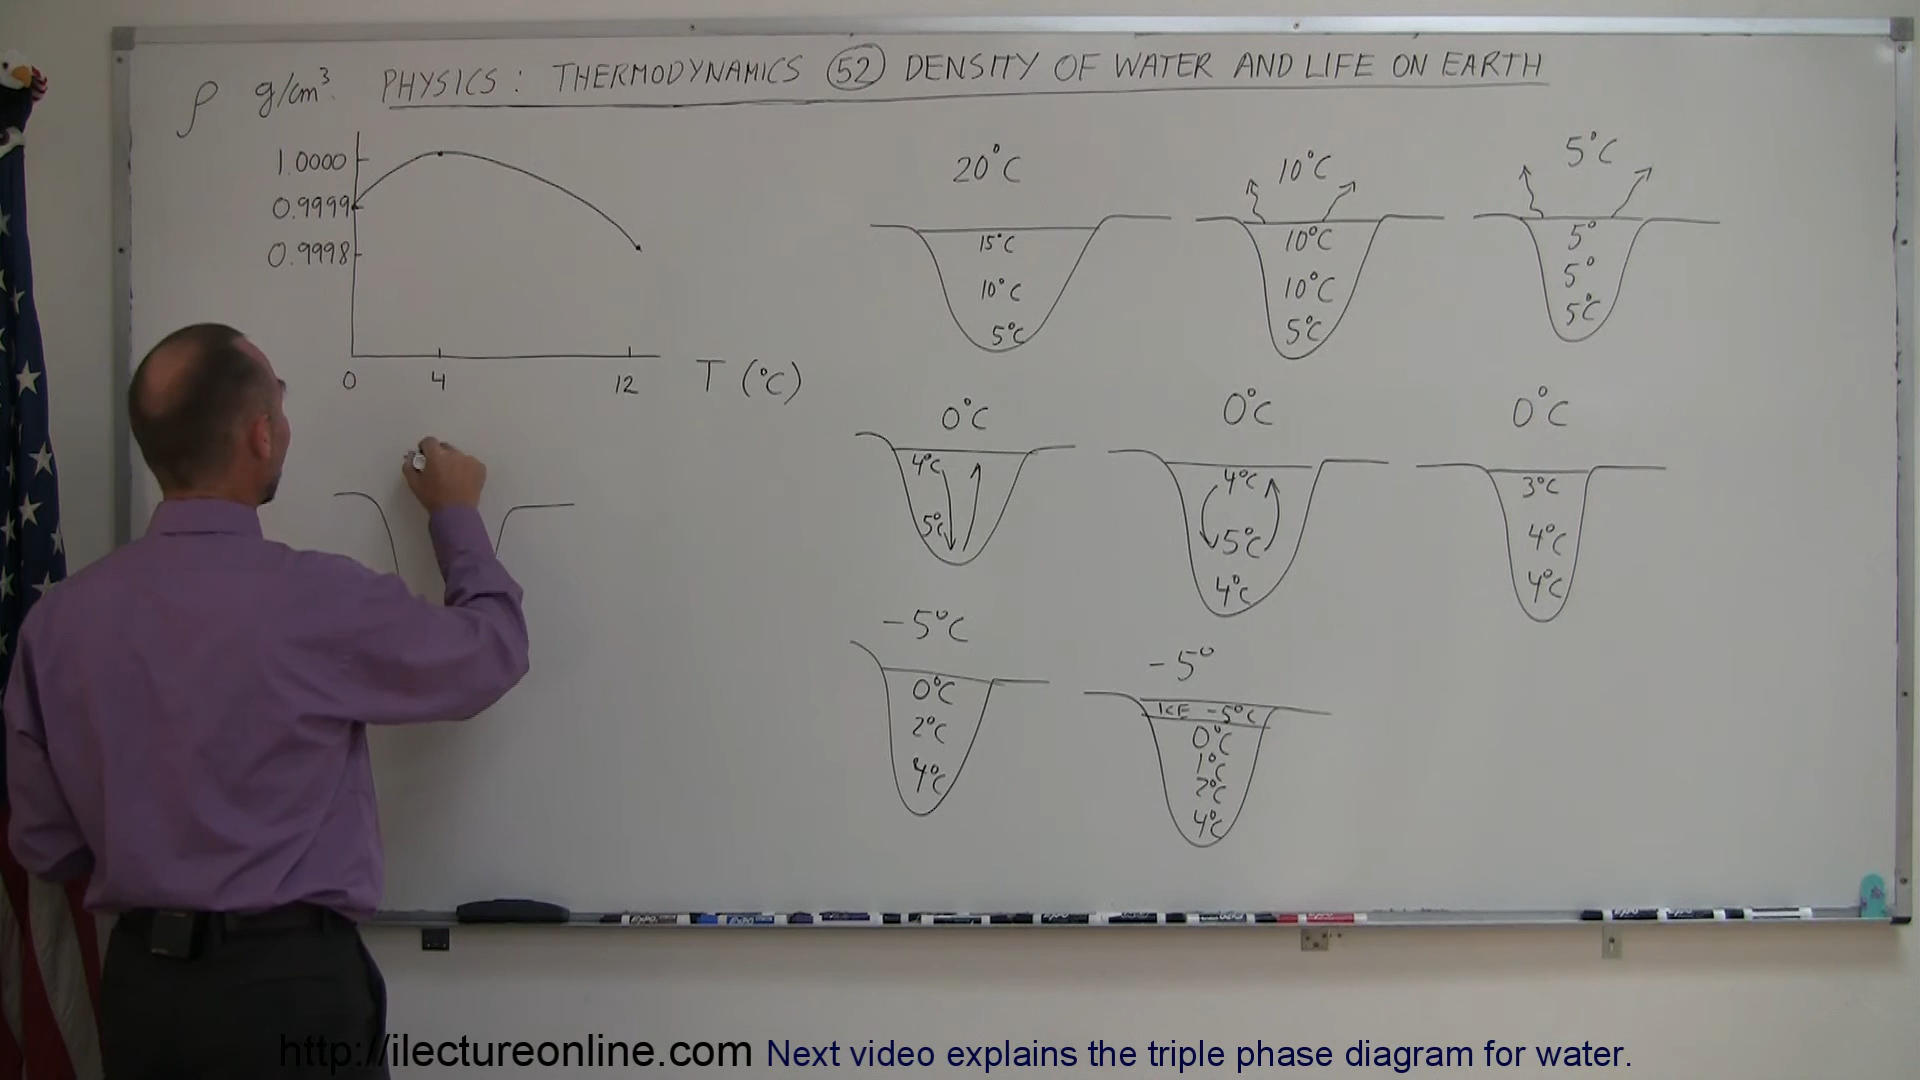 ρ g/cm³. PHYSICS: THERMODYNAMICS 52 DENSITY OF WATER AND LIFE ON EARTH
1.0000
0.9999
0.9998
0 4 12 T (°C)
20°C
15°C
10°C
5°C
10°C
10°C
10°C
5°C
5°C
5°
5°
5°C
0°C
4°C
5°C
0°C
4°C
5°C
4°C
0°C
3°C
4°C
4°C
-5°C
0°C
2°C
4°C
-5°
ICE -5°C
0°C
1°C
2°C
4°C
http://ilectureonline.com Next video explains the triple phase diagram for water.